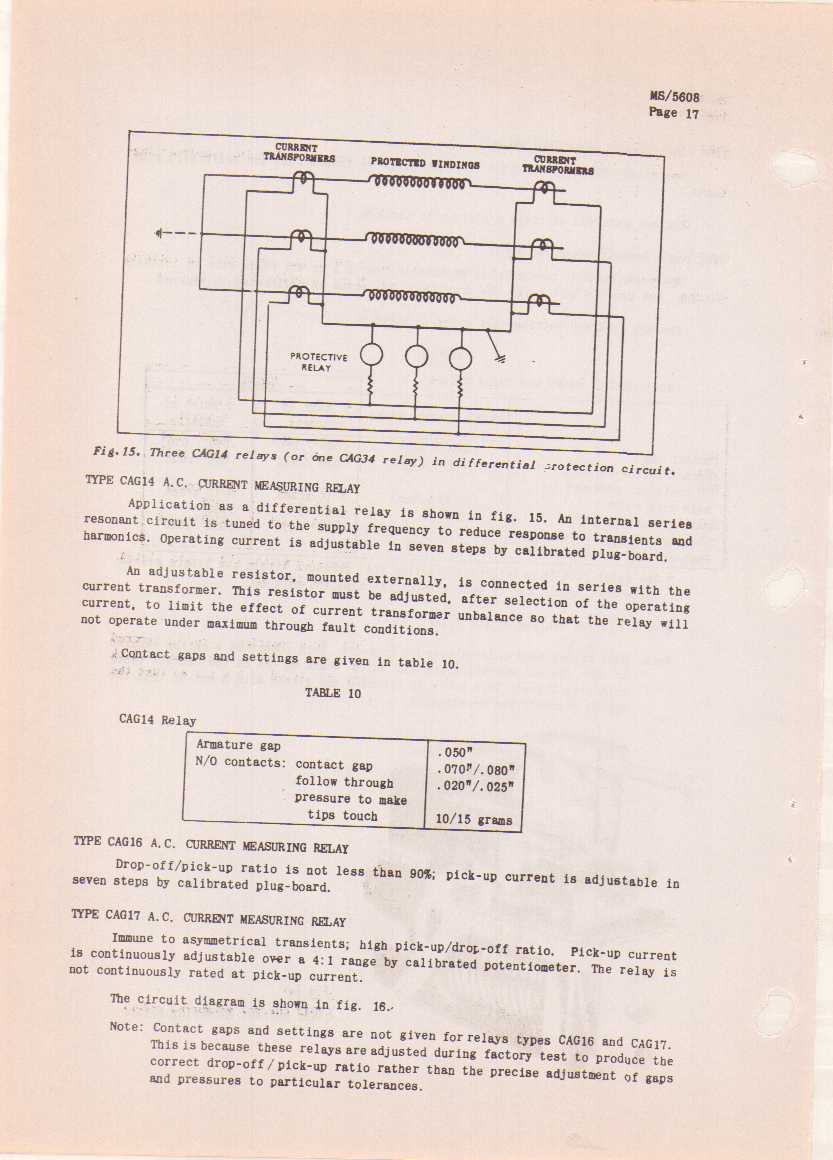 MS/5608
Page 17
CURRENT
TRANSFORMERS
PROTECTED WINDINGS
CURRENT
TRANSFORMERS
PROTECTIVE
RELAY
Fig.15. Three CAG14 relays (or one CAG34 relay) in differential protection circuit.
TYPE CAG14 A.C. CURRENT MEASURING RELAY
Application as a differential relay is shown in fig. 15. An internal series
resonant circuit is tuned to the supply frequency to reduce response to transients and
harmonics. Operating current is adjustable in seven steps by calibrated plug-board.
An adjustable resistor, mounted externally, is connected in series with the
current transformer. This resistor must be adjusted, after selection of the operating
current, to limit the effect of current transformer unbalance so that the relay will
not operate under maximum through fault conditions.
Contact gaps and settings are given in table 10.
TABLE 10
CAG14 Relay
Armature gap .050"
N/O contacts: contact gap .070"/.080"
follow through .020"/.025"
pressure to make
tips touch 10/15 grams
TYPE CAG16 A.C. CURRENT MEASURING RELAY
Drop-off/pick-up ratio is not less than 90%; pick-up current is adjustable in
seven steps by calibrated plug-board.
TYPE CAG17 A.C. CURRENT MEASURING RELAY
Immune to asymmetrical transients; high pick-up/drop-off ratio. Pick-up current
is continuously adjustable over a 4:1 range by calibrated potentiometer. The relay is
not continuously rated at pick-up current.
The circuit diagram is shown in fig. 16.
Note: Contact gaps and settings are not given for relays types CAG16 and CAG17.
This is because these relays are adjusted during factory test to produce the
correct drop-off/pick-up ratio rather than the precise adjustment of gaps
and pressures to particular tolerances.